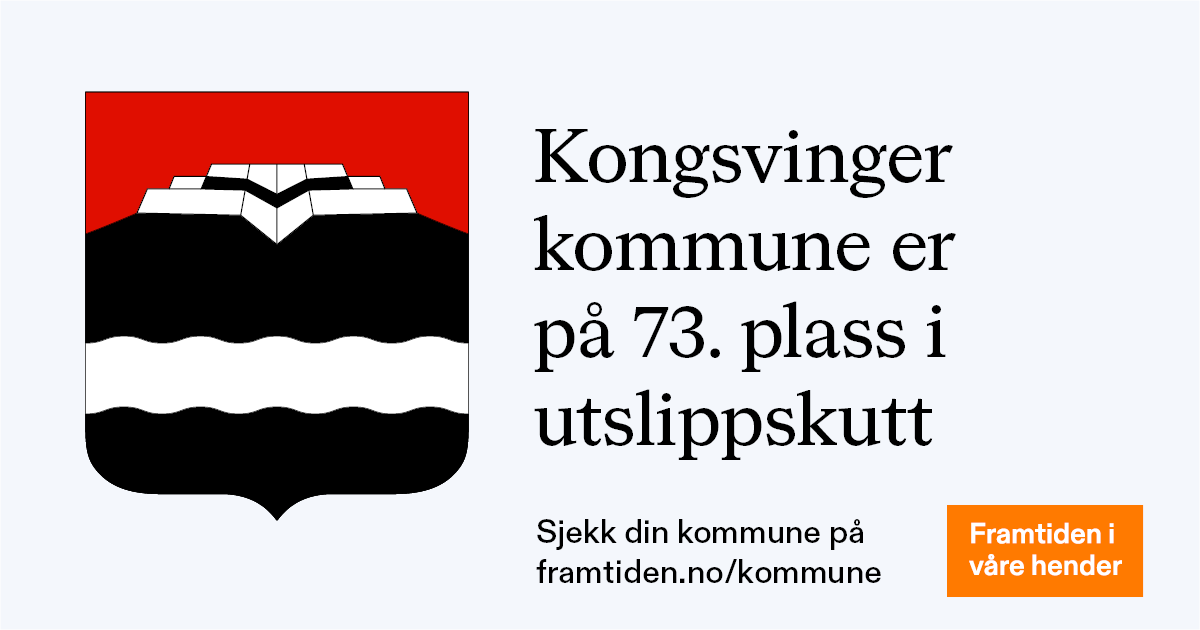 Kongsvinger
kommune er
på 73. plass i
utslippskutt
Sjekk din kommune på
framtiden.no/kommune
Framtiden i
våre hender